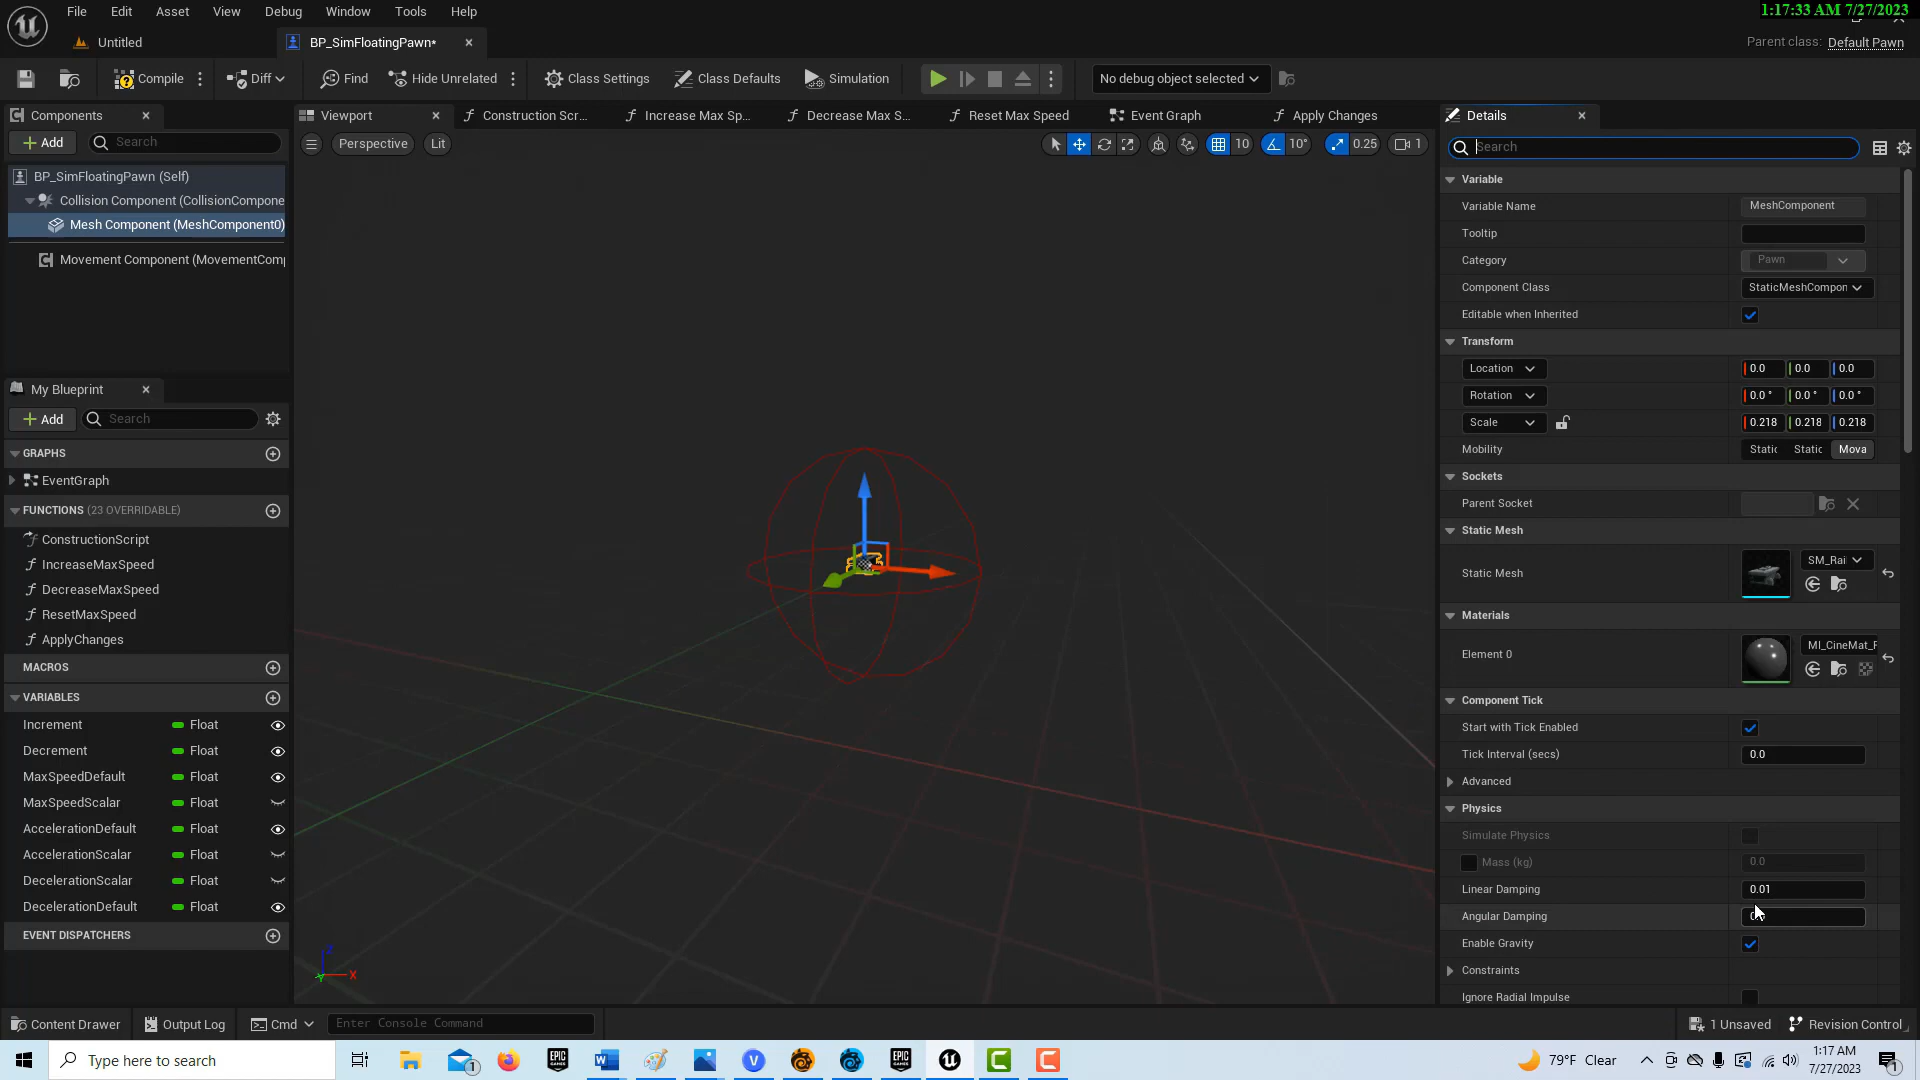 File Edit Asset View Debug Window Tools Help
1:17:33 AM 7/27/2023
Untitled
BP_SimFloatingPawn*
Parent class: Default Pawn
Compile
Diff
Find
Hide Unrelated
Class Settings
Class Defaults
Simulation
No debug object selected
Components
Add
Search
BP_SimFloatingPawn (Self)
Collision Component (CollisionCompone
Mesh Component (MeshComponent0)
Movement Component (MovementComp
My Blueprint
Add
Search
GRAPHS
EventGraph
FUNCTIONS (23 OVERRIDABLE)
ConstructionScript
IncreaseMaxSpeed
DecreaseMaxSpeed
ResetMaxSpeed
ApplyChanges
MACROS
VARIABLES
Increment Float
Decrement Float
MaxSpeedDefault Float
MaxSpeedScalar Float
AccelerationDefault Float
AccelerationScalar Float
DecelerationScalar Float
DecelerationDefault Float
EVENT DISPATCHERS
Viewport
Construction Scr...
Increase Max Sp...
Decrease Max S...
Reset Max Speed
Event Graph
Apply Changes
Perspective
Lit
10
10°
0.25
1
Z
X
Y
Details
Search
Variable
Variable Name MeshComponent
Tooltip
Category Pawn
Component Class StaticMeshCompon
Editable when Inherited
Transform
Location 0.0 0.0 0.0
Rotation 0.0 ° 0.0 ° 0.0 °
Scale 0.218 0.218 0.218
Mobility Static Static Mova
Sockets
Parent Socket
Static Mesh
Static Mesh SM_Rai
Materials
Element 0 MI_CineMat_F
Component Tick
Start with Tick Enabled
Tick Interval (secs) 0.0
Advanced
Physics
Simulate Physics
Mass (kg) 0.0
Linear Damping 0.01
Angular Damping
Enable Gravity
Constraints
Ignore Radial Impulse
Content Drawer
Output Log
Cmd
Enter Console Command
1 Unsaved
Revision Control
Type here to search
79°F Clear
1:17 AM
7/27/2023